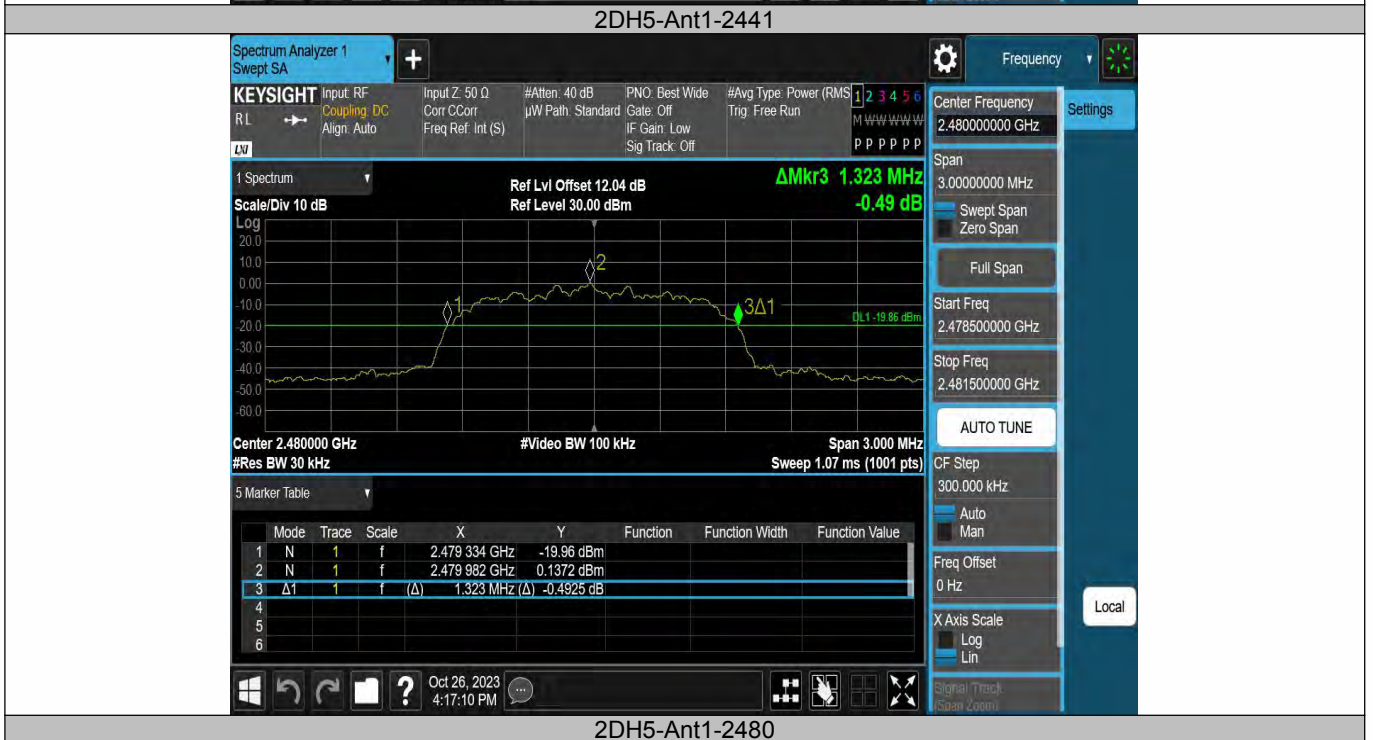 2DH5-Ant1-2441
Spectrum Analyzer 1
Swept SA
+
Frequency
KEYSIGHT
RL
LXI
Input: RF
Coupling: DC
Align: Auto
Input Z: 50 Ω
Corr CCorr
Freq Ref: Int (S)
#Atten: 40 dB
µW Path: Standard
PNO: Best Wide
Gate: Off
IF Gain: Low
Sig Track: Off
#Avg Type: Power (RMS
Trig: Free Run
1 2 3 4 5 6
M W W W W W
P P P P P P
Center Frequency
2.480000000 GHz
Settings
Span
3.00000000 MHz
Swept Span
Zero Span
Full Span
Start Freq
2.478500000 GHz
Stop Freq
2.481500000 GHz
AUTO TUNE
CF Step
300.000 kHz
Auto
Man
Freq Offset
0 Hz
X Axis Scale
Log
Lin
Signal Track
(Span Zoom)
Local
1 Spectrum
Scale/Div 10 dB
Ref Lvl Offset 12.04 dB
Ref Level 30.00 dBm
ΔMkr3 1.323 MHz
-0.49 dB
Log
20.0
10.0
0.00
-10.0
-20.0
-30.0
-40.0
-50.0
-60.0
1
2
3Δ1
DL1 -19.86 dBm
Center 2.480000 GHz
#Video BW 100 kHz
Span 3.000 MHz
#Res BW 30 kHz
Sweep 1.07 ms (1001 pts)
5 Marker Table
Mode Trace Scale X Y Function Function Width Function Value
1 N 1 f 2.479 334 GHz -19.96 dBm
2 N 1 f 2.479 982 GHz 0.1372 dBm
3 Δ1 1 f (Δ) 1.323 MHz (Δ) -0.4925 dB
4
5
6
?
Oct 26, 2023
4:17:10 PM
2DH5-Ant1-2480